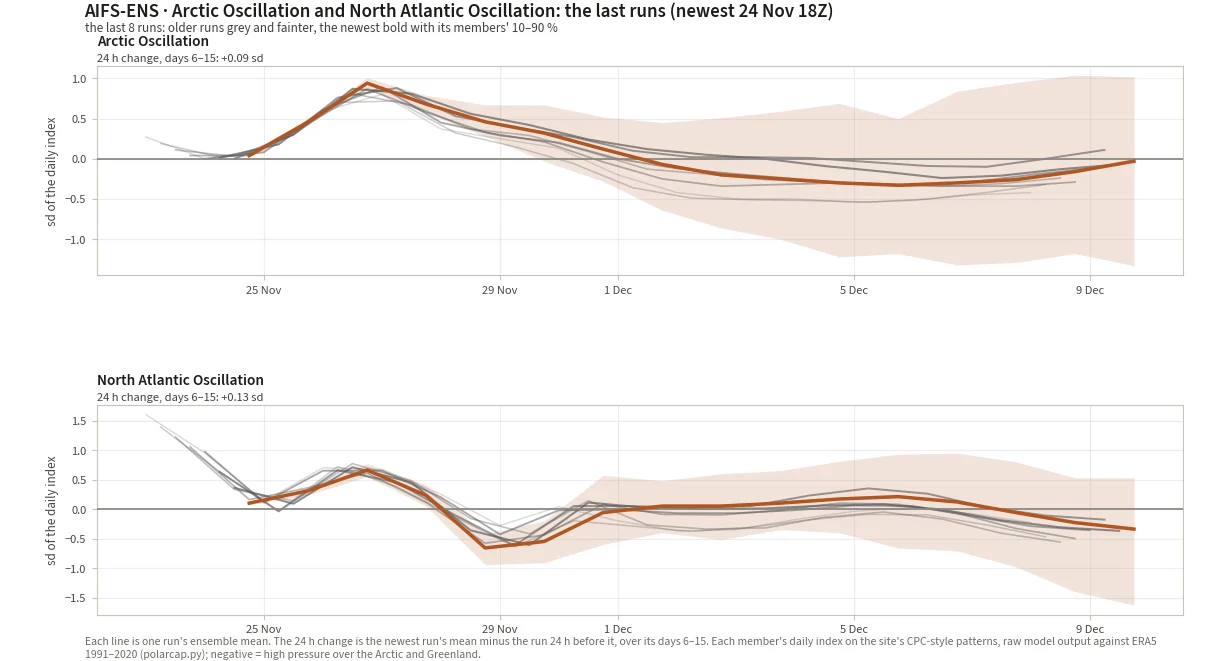 AIFS-ENS · Arctic Oscillation and North Atlantic Oscillation: the last runs (newest 24 Nov 18Z)
the last 8 runs: older runs grey and fainter, the newest bold with its members' 10–90 %
Arctic Oscillation
24 h change, days 6–15: +0.09 sd
sd of the daily index
1.0
0.5
0.0
−0.5
−1.0
25 Nov
29 Nov
1 Dec
5 Dec
9 Dec
North Atlantic Oscillation
24 h change, days 6–15: +0.13 sd
sd of the daily index
1.5
1.0
0.5
0.0
−0.5
−1.0
−1.5
25 Nov
29 Nov
1 Dec
5 Dec
9 Dec
Each line is one run's ensemble mean. The 24 h change is the newest run's mean minus the run 24 h before it, over its days 6–15. Each member's daily index on the site's CPC-style patterns, raw model output against ERA5
1991–2020 (polarcap.py); negative = high pressure over the Arctic and Greenland.